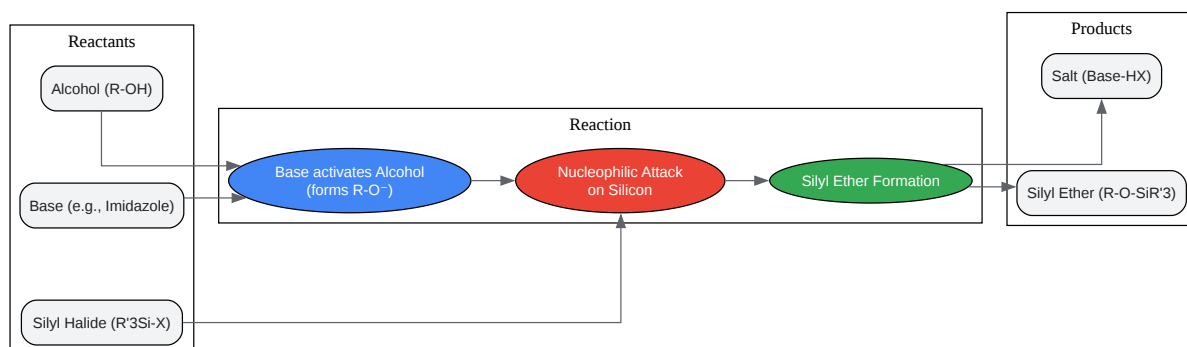 Reactants
Alcohol (R-OH)
Base (e.g., Imidazole)
Silyl Halide (R'3Si-X)
Reaction
Base activates Alcohol
(forms R-O⁻)
Nucleophilic Attack
on Silicon
Silyl Ether Formation
Products
Salt (Base-HX)
Silyl Ether (R-O-SiR'3)